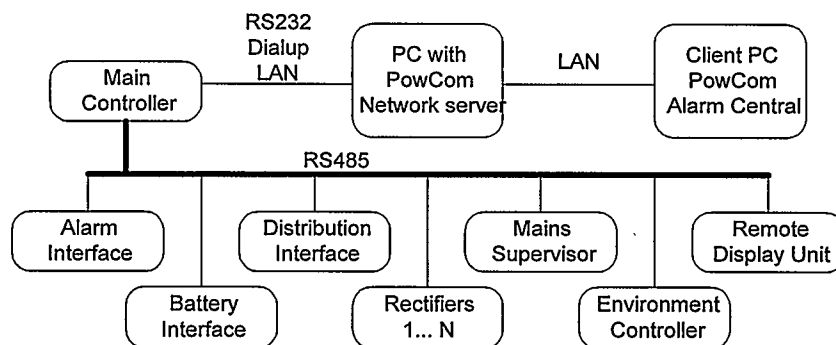 RS232
Dialup
LAN
Main
Controller
PC with
PowCom
Network server
LAN
Client PC
PowCom
Alarm Central
RS485
Alarm
Interface
Distribution
Interface
Mains
Supervisor
Remote
Display Unit
Battery
Interface
Rectifiers
1... N
Environment
Controller